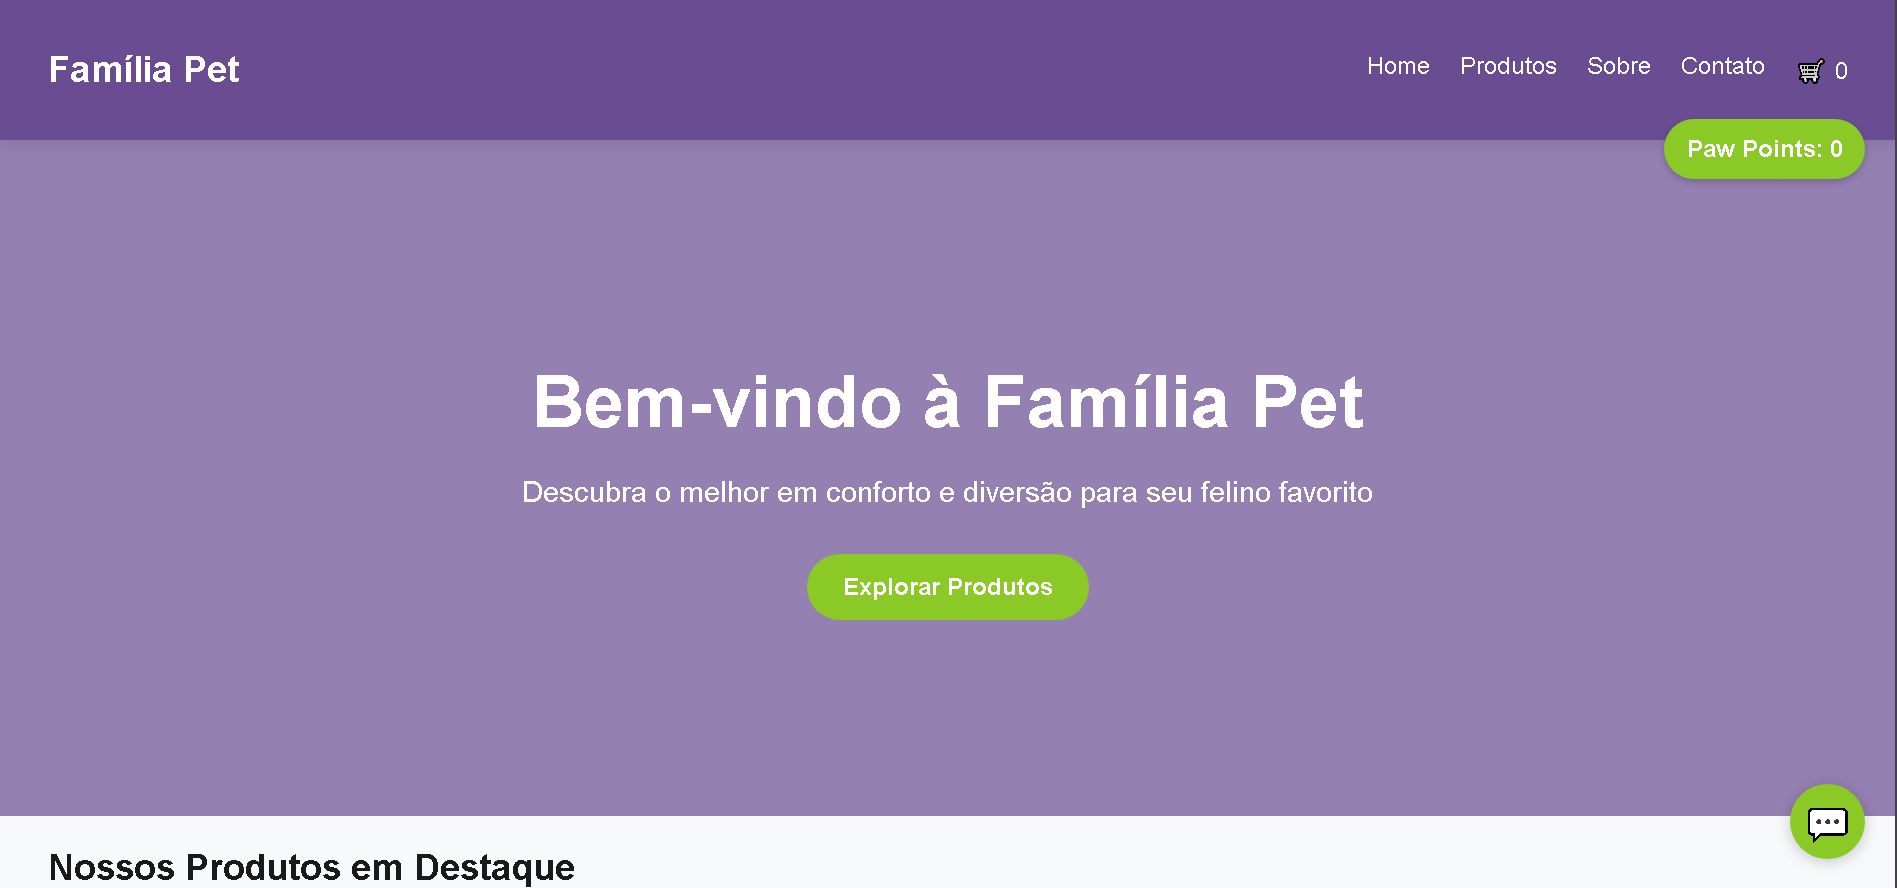 Família Pet
Home Produtos Sobre Contato 🛒 0
Paw Points: 0
Bem-vindo à Família Pet
Descubra o melhor em conforto e diversão para seu felino favorito
Explorar Produtos
Nossos Produtos em Destaque